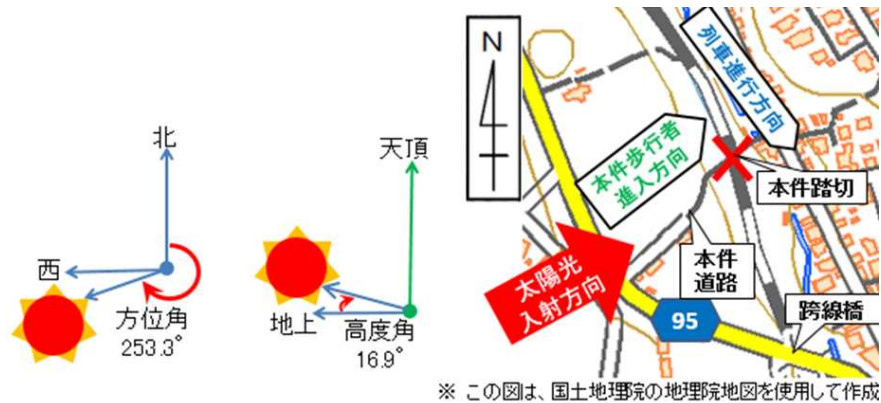 北
西
方位角
253.3°
天頂
地上
高度角
16.9°
N
列車進行方向
本件歩行者
進入方向
本件踏切
本件
道路
太陽光
入射方向
95
跨線橋
※ この図は、国土地理院の地理院地図を使用して作成